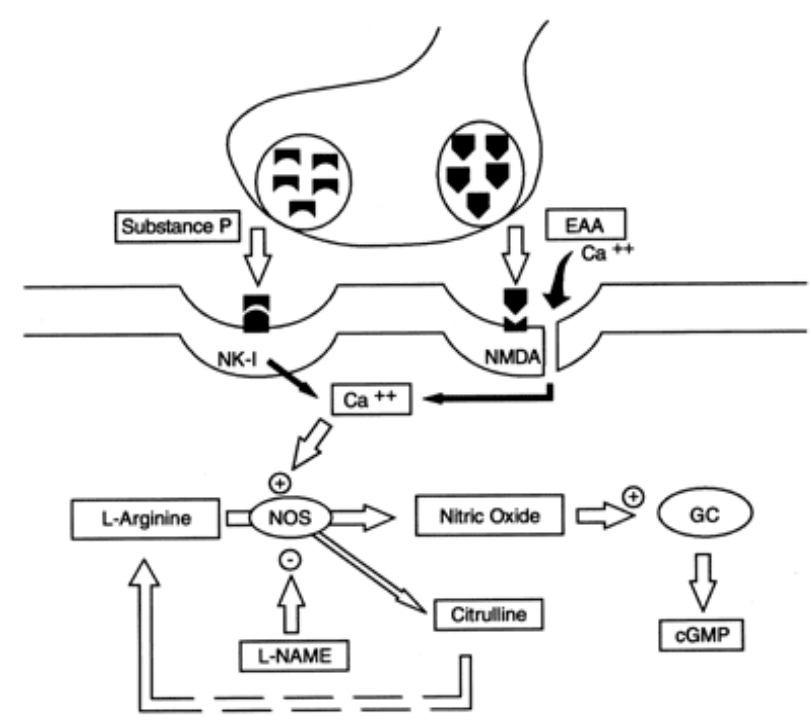 Substance P
EAA
Ca ++
NK-I
NMDA
Ca ++
+
+
L-Arginine
NOS
Nitric Oxide
GC
-
Citrulline
L-NAME
cGMP